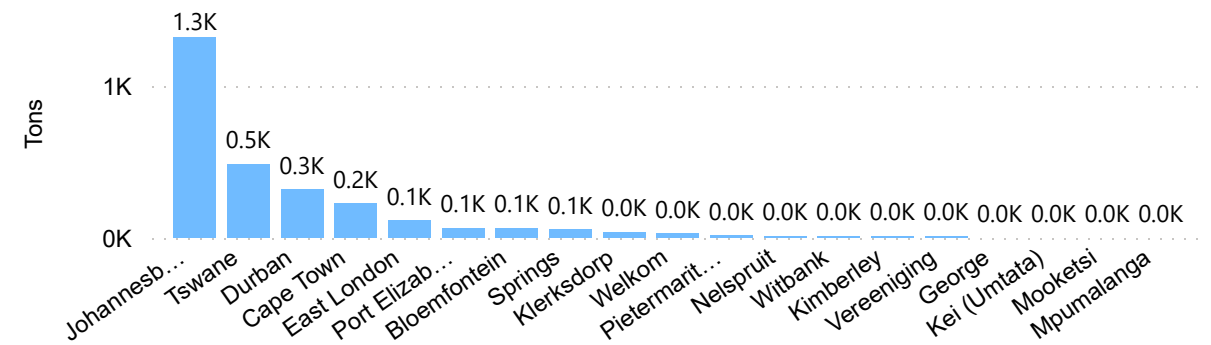 1.3K
1K
0.5K
0.3K
0.2K
0.1K
0.1K
0.1K
0.1K
0.0K
0.0K
0.0K
0.0K
0.0K
0.0K
0.0K
0.0K
0.0K
0.0K
0.0K
0K
Tons
Johannesb...
Tswane
Durban
Cape Town
East London
Port Elizab...
Bloemfontein
Springs
Klerksdorp
Welkom
Pietermarit...
Nelspruit
Witbank
Kimberley
Vereeniging
George
Kei (Umtata)
Mooketsi
Mpumalanga